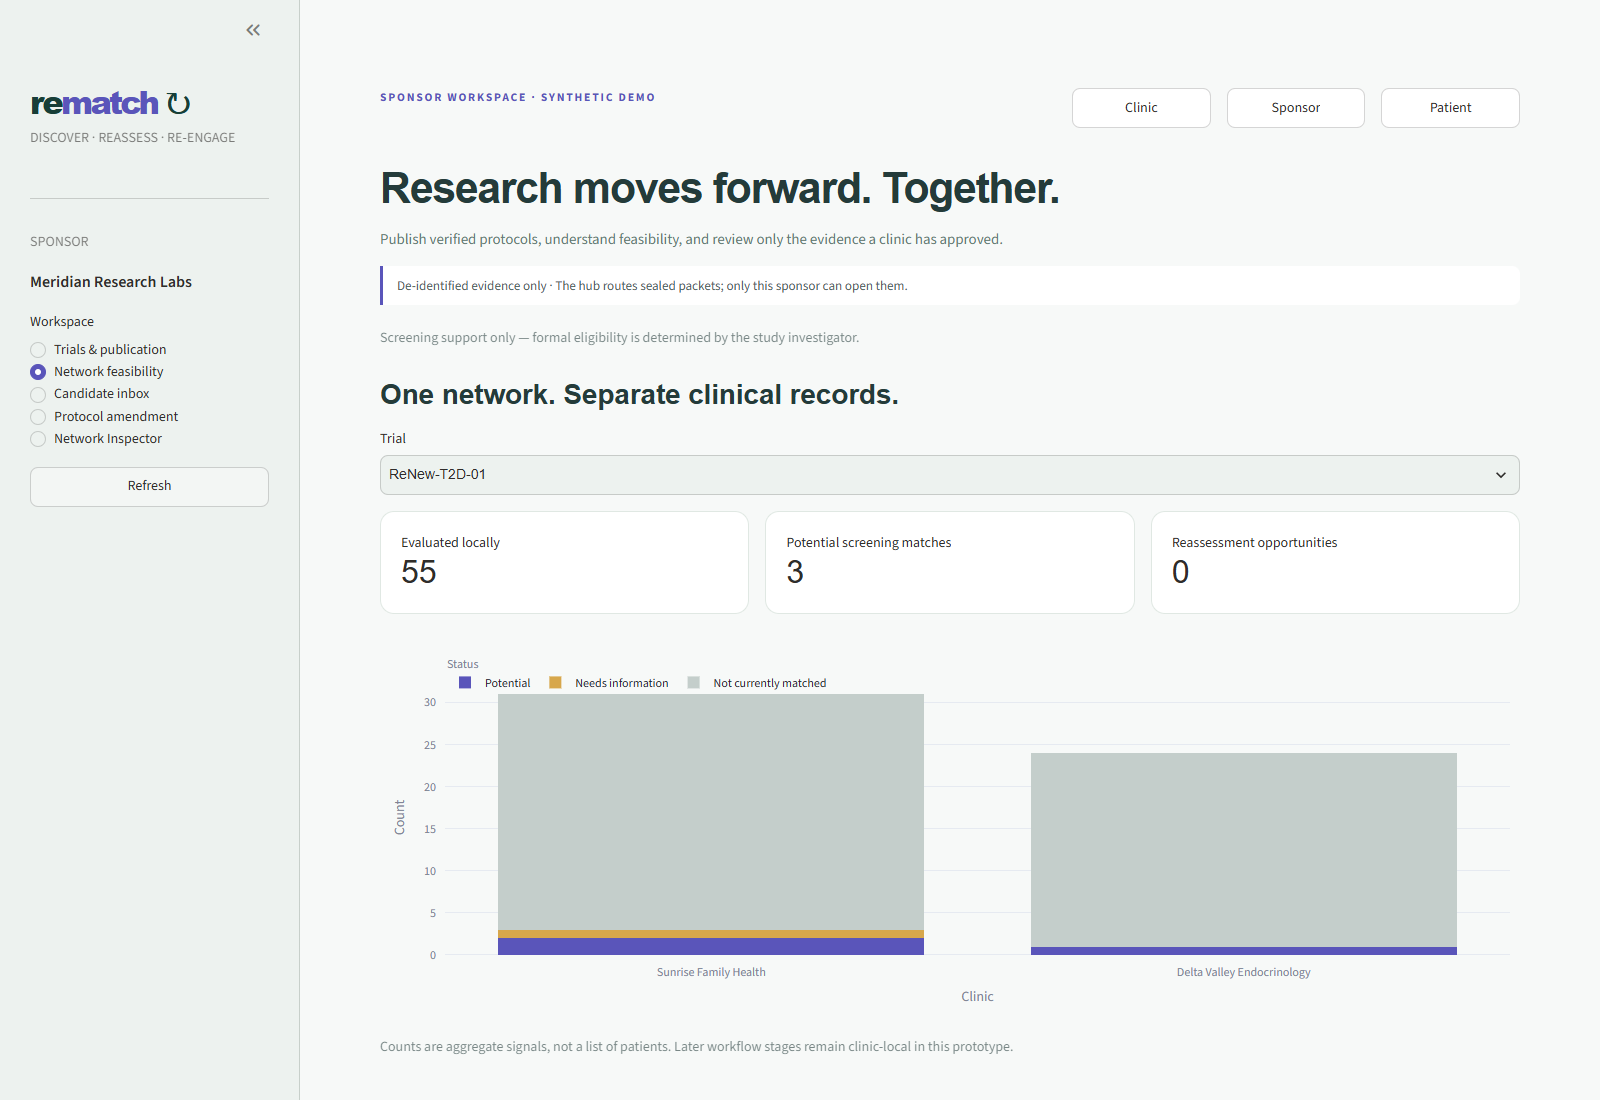 rematch ↻
DISCOVER · REASSESS · RE-ENGAGE
SPONSOR
Meridian Research Labs
Workspace
Trials & publication
Network feasibility
Candidate inbox
Protocol amendment
Network Inspector
Refresh
SPONSOR WORKSPACE · SYNTHETIC DEMO
Clinic
Sponsor
Patient
Research moves forward. Together.
Publish verified protocols, understand feasibility, and review only the evidence a clinic has approved.
De-identified evidence only · The hub routes sealed packets; only this sponsor can open them.
Screening support only — formal eligibility is determined by the study investigator.
One network. Separate clinical records.
Trial
ReNew-T2D-01
Evaluated locally
55
Potential screening matches
3
Reassessment opportunities
0
Status
Potential
Needs information
Not currently matched
30
25
20
15
10
5
0
Count
Sunrise Family Health
Delta Valley Endocrinology
Clinic
Counts are aggregate signals, not a list of patients. Later workflow stages remain clinic-local in this prototype.